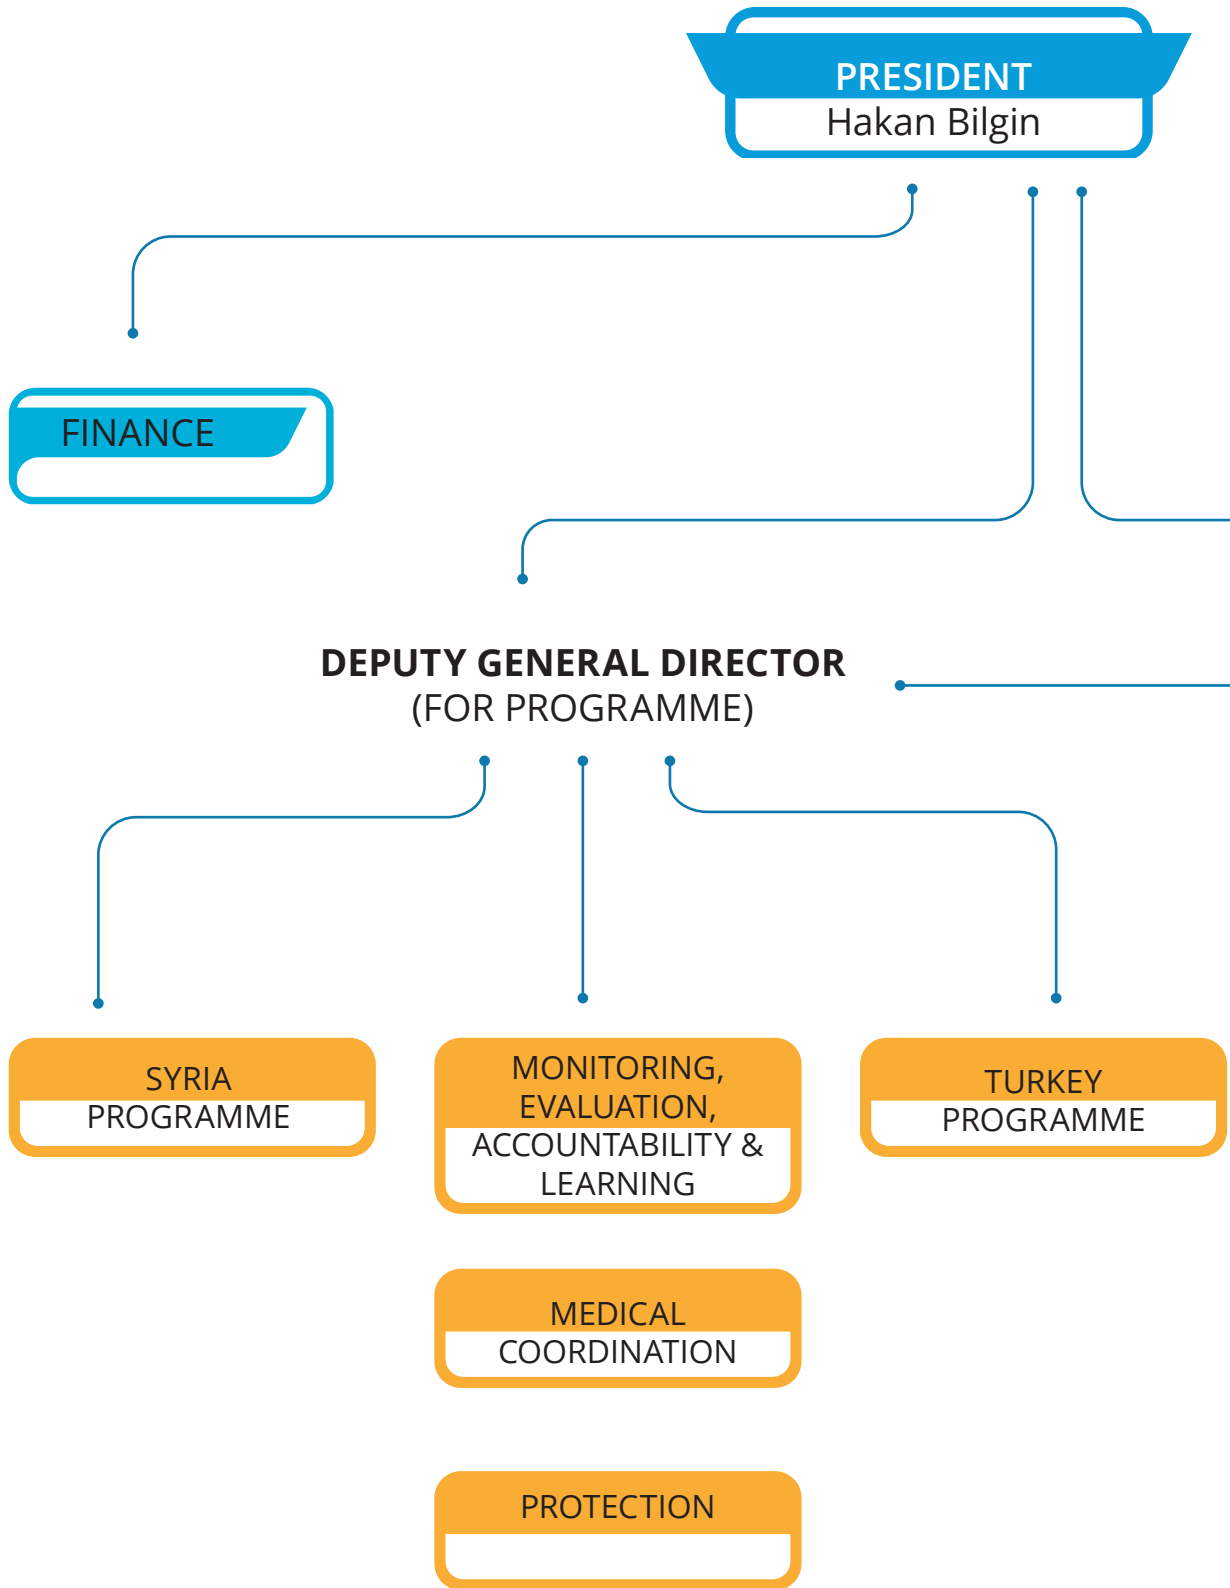 PRESIDENT
Hakan Bilgin
FINANCE
DEPUTY GENERAL DIRECTOR
(FOR PROGRAMME)
SYRIA
PROGRAMME
MONITORING,
EVALUATION,
ACCOUNTABILITY &
LEARNING
TURKEY
PROGRAMME
MEDICAL
COORDINATION
PROTECTION